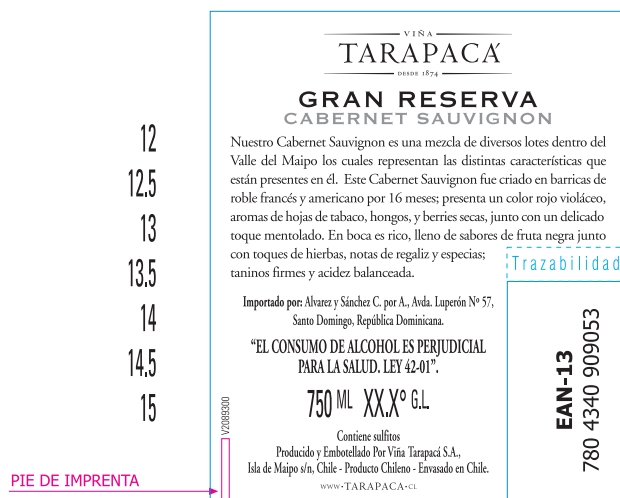 VIÑA
TARAPACÁ
DESDE 1874
GRAN RESERVA
CABERNET SAUVIGNON
Nuestro Cabernet Sauvignon es una mezcla de diversos lotes dentro del
Valle del Maipo los cuales representan las distintas características que
están presentes en él. Este Cabernet Sauvignon fue criado en barricas de
roble francés y americano por 16 meses; presenta un color rojo violáceo,
aromas de hojas de tabaco, hongos, y berries secas, junto con un delicado
toque mentolado. En boca es rico, lleno de sabores de fruta negra junto
con toques de hierbas, notas de regaliz y especias;
taninos firmes y acidez balanceada.
Importado por: Alvarez y Sánchez C. por A., Avda. Luperón Nº 57,
Santo Domingo, República Dominicana.
“EL CONSUMO DE ALCOHOL ES PERJUDICIAL
PARA LA SALUD. LEY 42-01”.
750 ML XX.X° G.L.
Contiene sulfitos
Producido y Embotellado Por Viña Tarapacá S.A.,
Isla de Maipo s/n, Chile - Producto Chileno - Envasado en Chile.
WWW·TARAPACA·CL
Trazabilidad
EAN-13
780 4340 909053
V2089300
12
12.5
13
13.5
14
14.5
15
PIE DE IMPRENTA